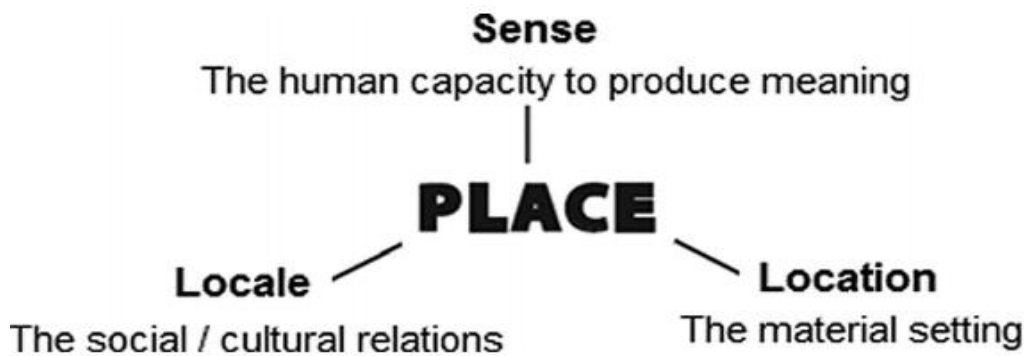 Sense
The human capacity to produce meaning
PLACE
Locale
The social / cultural relations
Location
The material setting